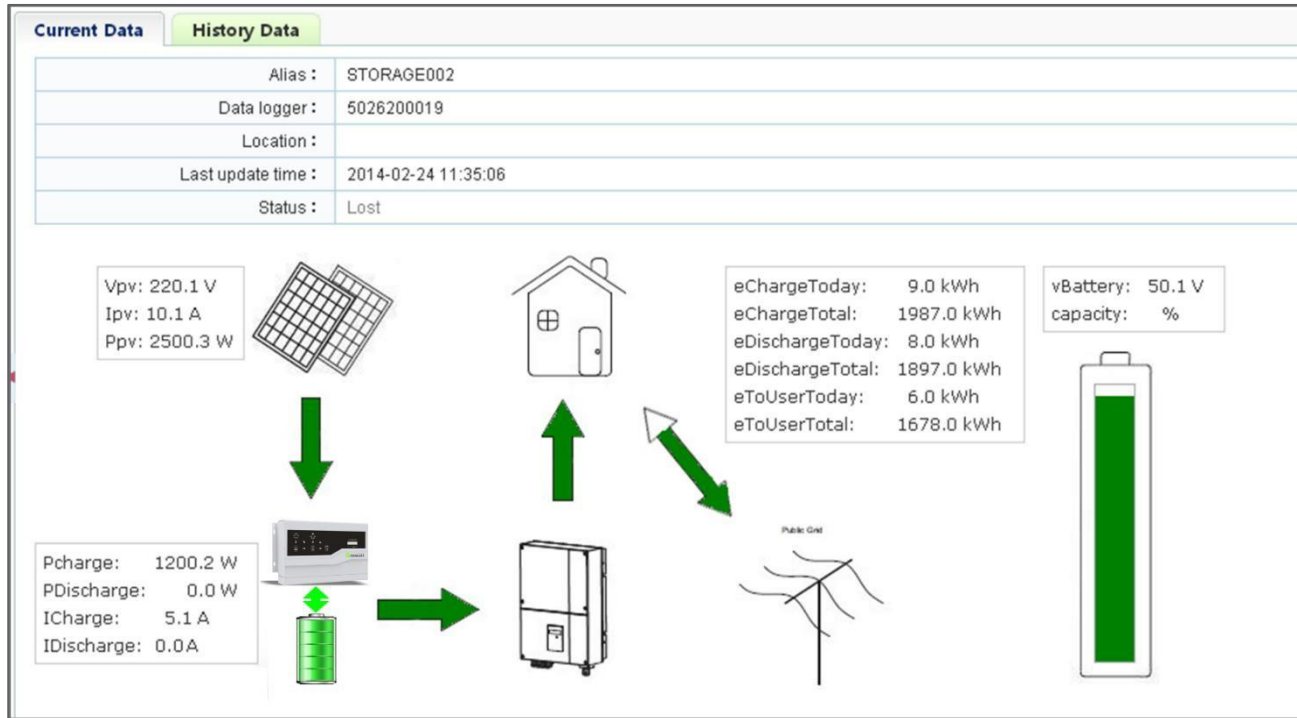 Current Data
History Data
Alias： STORAGE002
Data logger： 5026200019
Location：
Last update time： 2014-02-24 11:35:06
Status： Lost
Vpv: 220.1 V
Ipv: 10.1 A
Ppv: 2500.3 W
eChargeToday: 9.0 kWh
eChargeTotal: 1987.0 kWh
eDischargeToday: 8.0 kWh
eDischargeTotal: 1897.0 kWh
eToUserToday: 6.0 kWh
eToUserTotal: 1678.0 kWh
vBattery: 50.1 V
capacity: %
Public Grid
Pcharge: 1200.2 W
PDischarge: 0.0 W
ICharge: 5.1 A
IDischarge: 0.0A